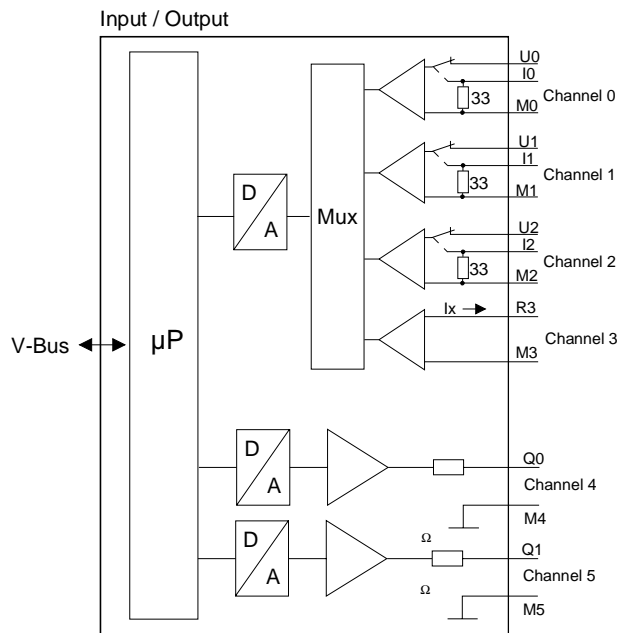 Input / Output
U0
I0
33
M0
Channel 0
U1
I1
33
M1
Channel 1
D
A
Mux
U2
I2
33
M2
Channel 2
Ix
R3
M3
Channel 3
V-Bus
µP
D
A
Q0
Channel 4
M4
D
A
Ω
Q1
Ω
Channel 5
M5